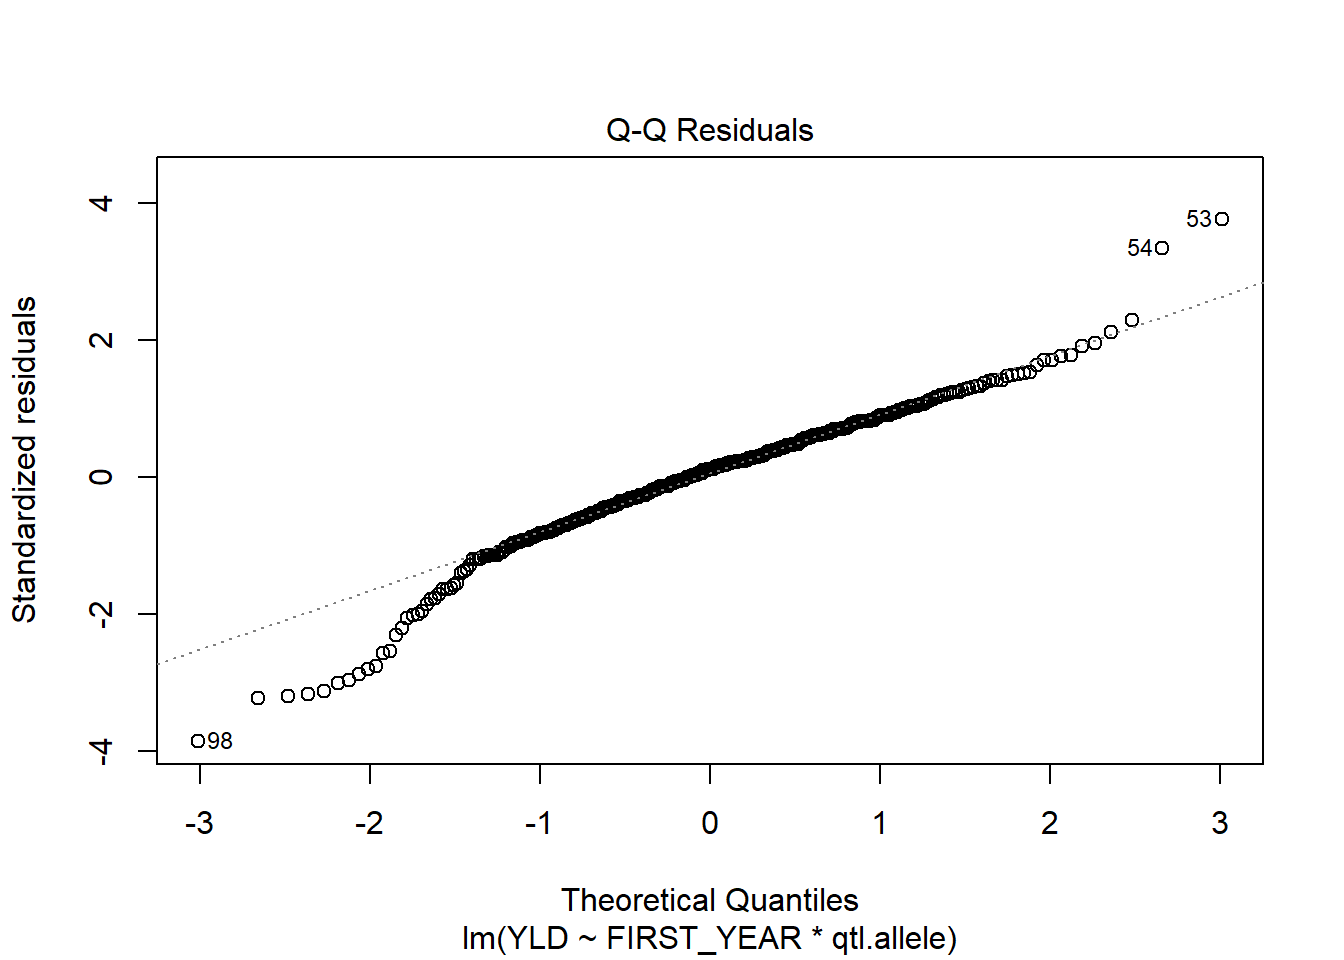 Q-Q Residuals
4
2
0
-2
-4
Standardized residuals
53
54
98
-3 -2 -1 0 1 2 3
Theoretical Quantiles
lm(YLD ~ FIRST_YEAR * qtl.allele)